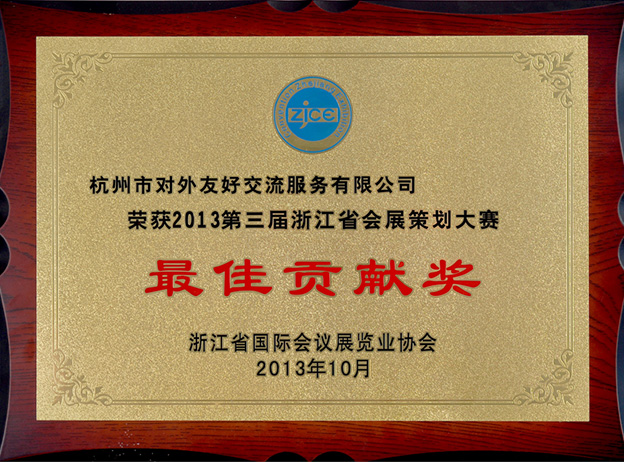 zjce
杭州市对外友好交流服务有限公司
荣获2013第三届浙江省会展策划大赛
最佳贡献奖
浙江省国际会议展览业协会
2013年10月